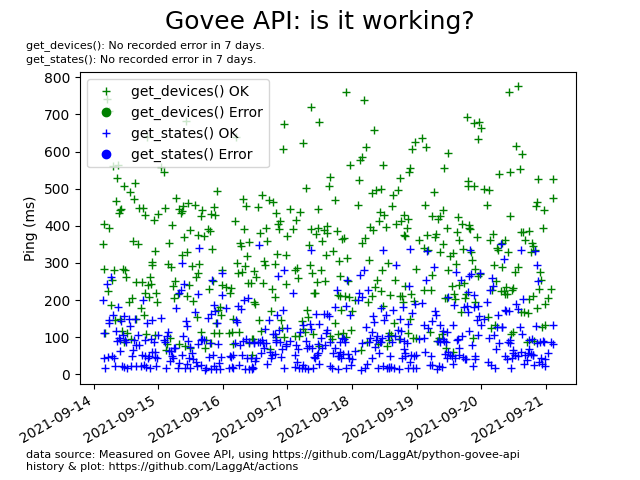 Govee API: is it working?
get_devices(): No recorded error in 7 days.
get_states(): No recorded error in 7 days.
800
700
600
500
400
300
200
100
0
Ping (ms)
get_devices() OK
get_devices() Error
get_states() OK
get_states() Error
2021-09-14
2021-09-15
2021-09-16
2021-09-17
2021-09-18
2021-09-19
2021-09-20
2021-09-21
data source: Measured on Govee API, using https://github.com/LaggAt/python-govee-api
history & plot: https://github.com/LaggAt/actions